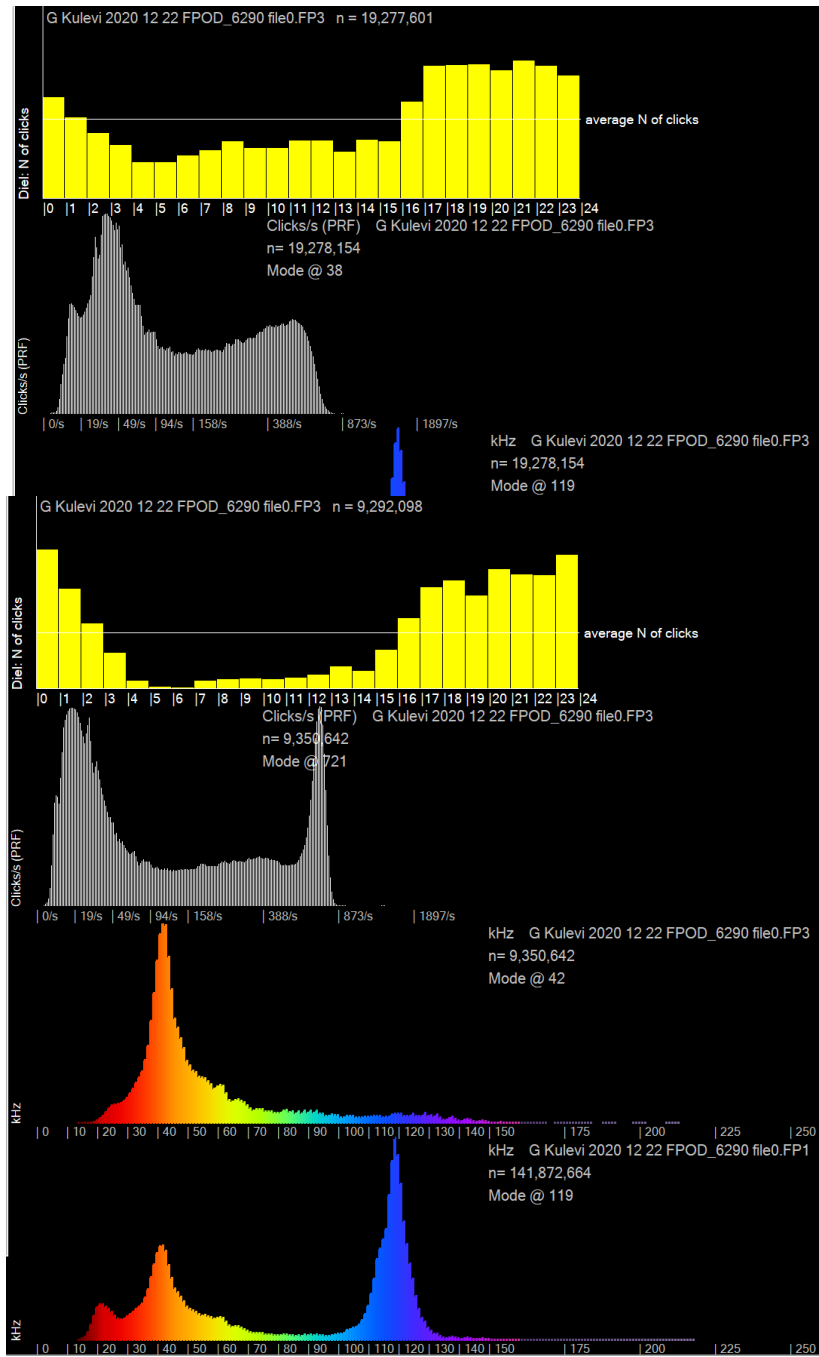 G Kulevi 2020 12 22 FPOD_6290 file0.FP3 n = 19,277,601
Diel: N of clicks
average N of clicks
|0 |1 |2 |3 |4 |5 |6 |7 |8 |9 |10 |11 |12 |13 |14 |15 |16 |17 |18 |19 |20 |21 |22 |23 |24
Clicks/s (PRF) G Kulevi 2020 12 22 FPOD_6290 file0.FP3
n= 19,278,154
Mode @ 38
Clicks/s (PRF)
| 0/s | 19/s | 49/s | 94/s | 158/s | 388/s | 873/s | 1897/s
kHz G Kulevi 2020 12 22 FPOD_6290 file0.FP3
n= 19,278,154
Mode @ 119
G Kulevi 2020 12 22 FPOD_6290 file0.FP3 n = 9,292,098
Diel: N of clicks
average N of clicks
|0 |1 |2 |3 |4 |5 |6 |7 |8 |9 |10 |11 |12 |13 |14 |15 |16 |17 |18 |19 |20 |21 |22 |23 |24
Clicks/s (PRF) G Kulevi 2020 12 22 FPOD_6290 file0.FP3
n= 9,350,642
Mode @ 721
Clicks/s (PRF)
| 0/s | 19/s | 49/s | 94/s | 158/s | 388/s | 873/s | 1897/s
kHz G Kulevi 2020 12 22 FPOD_6290 file0.FP3
n= 9,350,642
Mode @ 42
kHz
| 0 | 10 | 20 | 30 | 40 | 50 | 60 | 70 | 80 | 90 | 100 | 110 | 120 | 130 | 140 | 150 | 175 | 200 | 225 | 250
kHz G Kulevi 2020 12 22 FPOD_6290 file0.FP1
n= 141,872,664
Mode @ 119
kHz
| 0 | 10 | 20 | 30 | 40 | 50 | 60 | 70 | 80 | 90 | 100 | 110 | 120 | 130 | 140 | 150 | 175 | 200 | 225 | 250